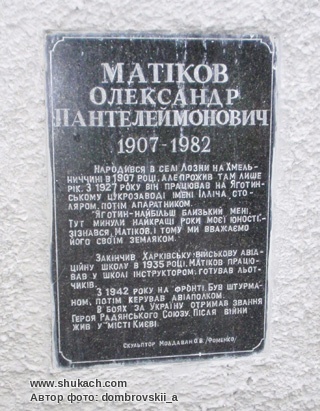 МАТІКОВ
ОЛЕКСАНДР
ПАНТЕЛЕЙМОНОВИЧ
1907-1982
НАРОДИВСЯ В СЕЛІ ЛОЗНИ НА ХМЕЛЬ-
НИЧЧИНІ В 1907 РОЦІ, АЛЕ ПРОЖИВ ТАМ ЛИШЕ
РІК. З 1927 РОКУ ВІН ПРАЦЮВАВ НА ЯГОТИН-
СЬКОМУ ЦУКРОЗАВОДІ ІМЕНІ ІЛЛІЧА, СТО-
ЛЯРОМ, ПОТІМ АПАРАТНИКОМ.
"ЯГОТИН-НАЙБІЛЬШ БЛИЗЬКИЙ МЕНІ.
ТУТ МИНУЛИ НАЙКРАЩІ РОКИ МОЄЇ ЮНОСТІ",-
ЗІЗНАВСЯ, МАТІКОВ, І ТОМУ МИ ВВАЖАЄМО
ЙОГО СВОЇМ ЗЕМЛЯКОМ.
ЗАКІНЧИВ ХАРКІВСЬКУ ВІЙСЬКОВУ АВІА-
ЦІЙНУ ШКОЛУ В 1935 РОЦІ, МАТІКОВ ПРАЦЮ-
ВАВ У ШКОЛІ ІНСТРУКТОРОМ: ГОТУВАВ ЛЬОТ-
ЧИКІВ.
З 1942 РОКУ НА ФРОНТІ БУВ ШТУРМА-
НОМ, ПОТІМ КЕРУВАВ АВІАПОЛКОМ.
В БОЯХ ЗА УКРАЇНУ ОТРИМАВ ЗВАННЯ
ГЕРОЯ РАДЯНСЬКОГО СОЮЗУ. ПІСЛЯ ВІЙНИ
ЖИВ У МІСТІ КИЄВІ.
СКУЛЬПТОР МОЗДАВЛИ О В /РОМЕНСО/
www.shukach.com
Автор фото: dombrovskii_a